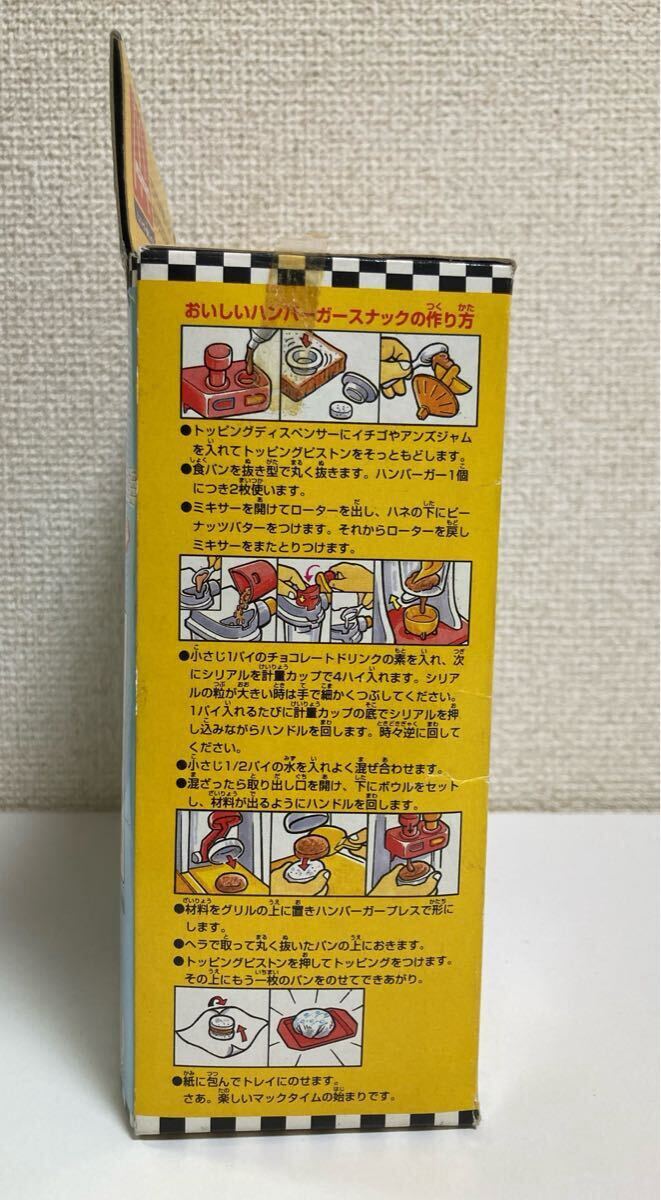 おいしいハンバーガースナックの作り方
●トッピングディスペンサーにイチゴやアンズジャム
を入れてトッピングピストンをそっともどします。
●食パンを抜き型で丸く抜きます。ハンバーガー1個
につき2枚使います。
●ミキサーを開けてローターを出し、ハネの下にピー
ナッツバターをつけます。それからローターを戻し
ミキサーをまたとりつけます。
●小さじ1パイのチョコレートドリンクの素を入れ、次
にシリアルを計量カップで4ハイ入れます。シリア
ルの粒が大きい時は手で細かくつぶしてください。
1パイ入れるたびに計量カップの底でシリアルを押
し込みながらハンドルを回します。時々逆に回して
ください。
●小さじ1/2パイの水を入れよく混ぜ合わせます。
●混ざったら取り出し口を開け、下にボウルをセット
し、材料が出るようにハンドルを回します。
●材料をグリルの上に置きハンバーガープレスで形に
します。
●ヘラで取って丸く抜いたパンの上におきます。
●トッピングピストンを押してトッピングをつけます。
その上にもう一枚のパンをのせてできあがり。
●紙に包んでトレイにのせます。
さあ。楽しいマックタイムの始まりです。